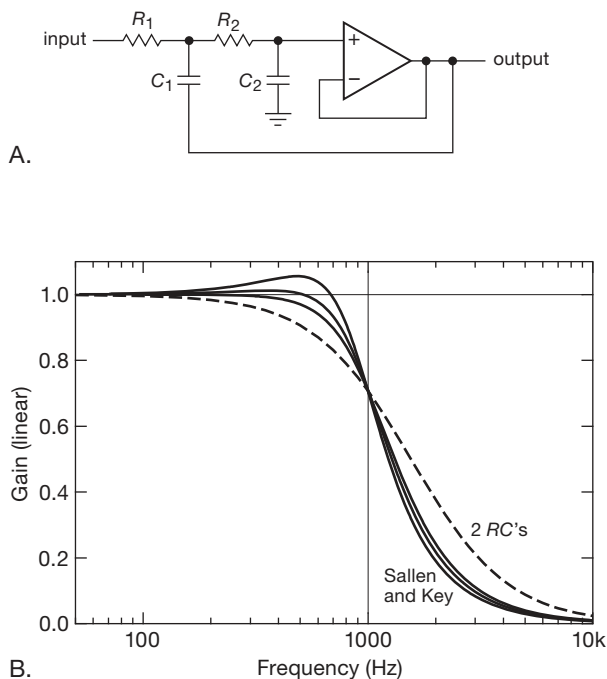 input
R1
R2
C1
C2
+
−
output
A.
Gain (linear)
1.0
0.8
0.6
0.4
0.2
0.0
2 RC's
Sallen
and Key
100
1000
10k
Frequency (Hz)
B.